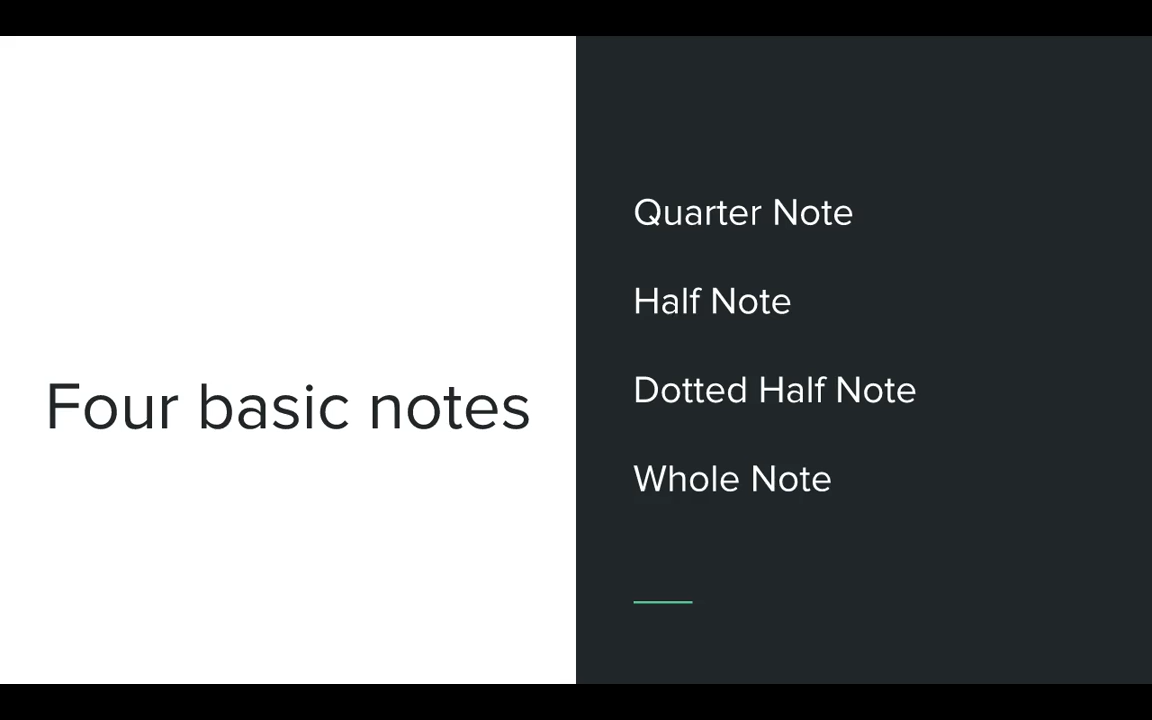 Four basic notes
Quarter Note
Half Note
Dotted Half Note
Whole Note